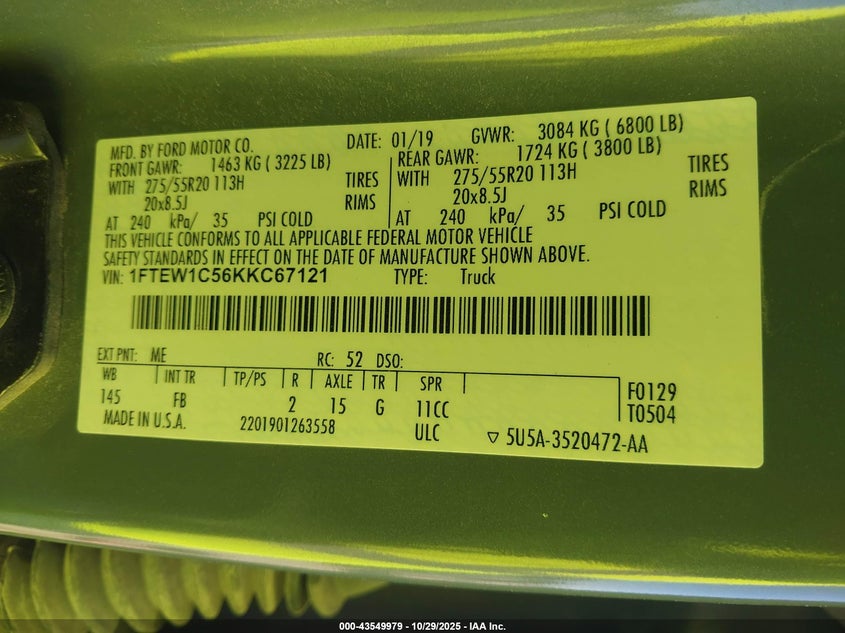 MFD. BY FORD MOTOR CO. DATE: 01/19 GVWR: 3084 KG ( 6800 LB)
FRONT GAWR: 1463 KG ( 3225 LB) REAR GAWR: 1724 KG ( 3800 LB)
WITH 275/55R20 113H TIRES WITH 275/55R20 113H TIRES
20x8.5J RIMS 20x8.5J RIMS
AT 240 kPa/ 35 PSI COLD AT 240 kPa/ 35 PSI COLD
THIS VEHICLE CONFORMS TO ALL APPLICABLE FEDERAL MOTOR VEHICLE
SAFETY STANDARDS IN EFFECT ON THE DATE OF MANUFACTURE SHOWN ABOVE.
VIN: 1FTEW1C56KKC67121 TYPE: Truck
EXT PNT: ME RC: 52 DSO:
WB INT TR TP/PS R AXLE TR SPR
145 FB 2 15 G 11CC
F0129
T0504
MADE IN U.S.A. 2201901263558 ULC ▽ 5U5A-3520472-AA
000-43549979 - 10/29/2025 - IAA Inc.